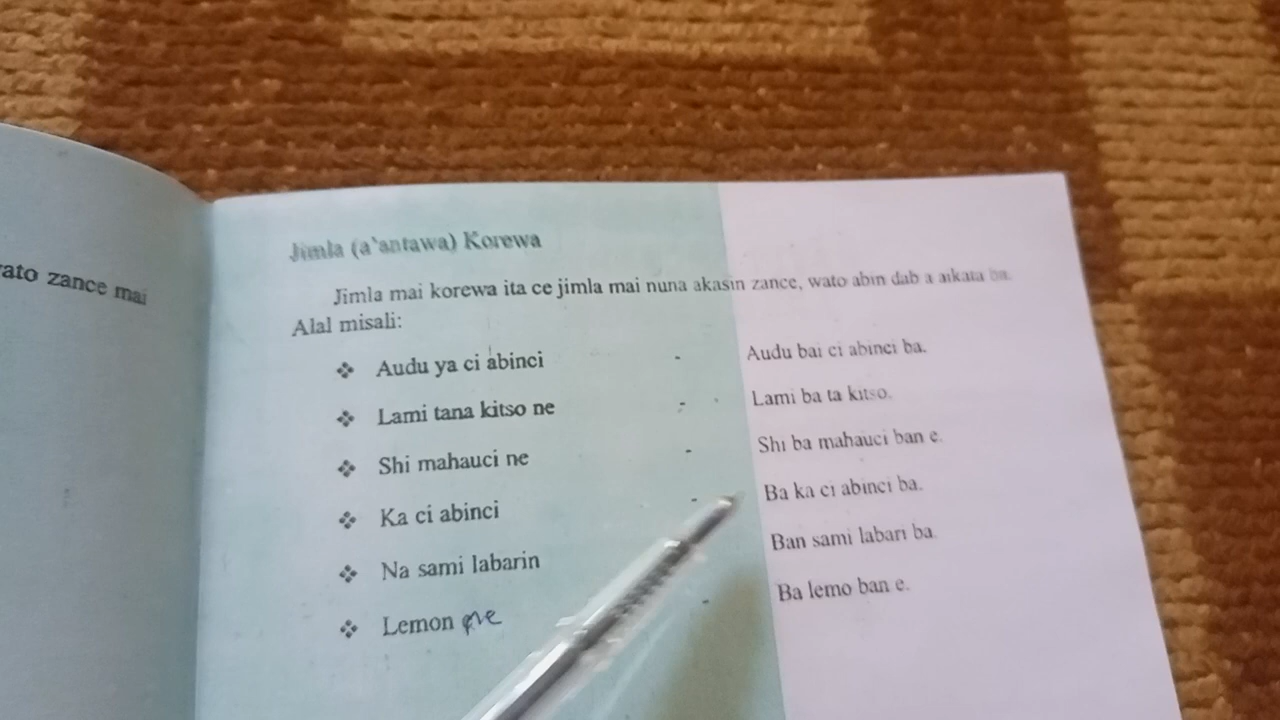 zance mai
Jimla (a'antawa) Korewa
Jimla mai korewa ita ce jimla mai nuna akasin zance, wato abin dab a aikata ba.
Alal misali:
❖ Audu ya ci abinci - Audu bai ci abinci ba.
❖ Lami tana kitso ne - Lami ba ta kitso.
❖ Shi mahauci ne - Shi ba mahauci ban e.
❖ Ka ci abinci - Ba ka ci abinci ba.
❖ Na sami labarin Ban sami labari ba.
❖ Lemon ne - Ba lemo ban e.